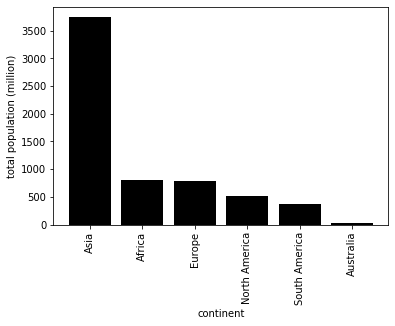 3500
3000
2500
2000
1500
1000
500
0
total population (million)
Asia
Africa
Europe
North America
South America
Australia
continent